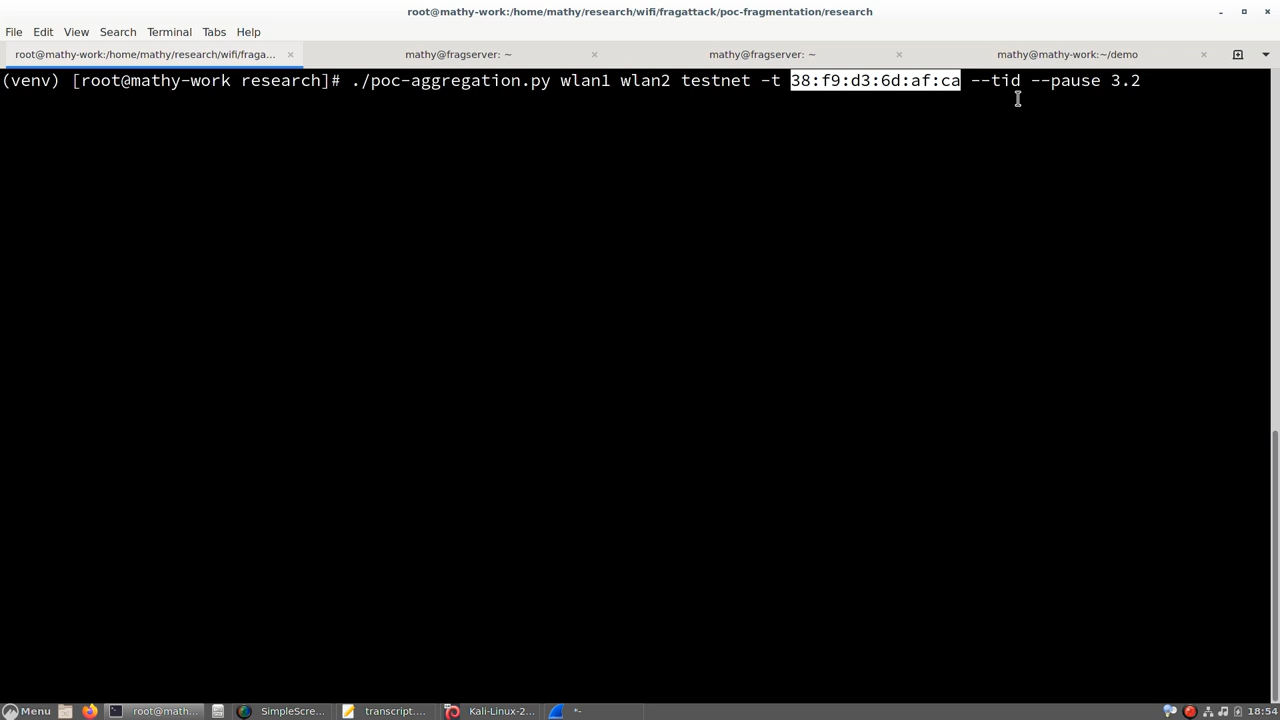 root@mathy-work:/home/mathy/research/wifi/fragattack/poc-fragmentation/research
File Edit View Search Terminal Tabs Help
root@mathy-work:/home/mathy/research/wifi/fraga... mathy@fragserver: ~ mathy@fragserver: ~ mathy@mathy-work:~/demo
(venv) [root@mathy-work research]# ./poc-aggregation.py wlan1 wlan2 testnet -t 38:f9:d3:6d:af:ca --tid --pause 3.2
Menu root@math... SimpleScre... transcript.... Kali-Linux-2... *- 18:54